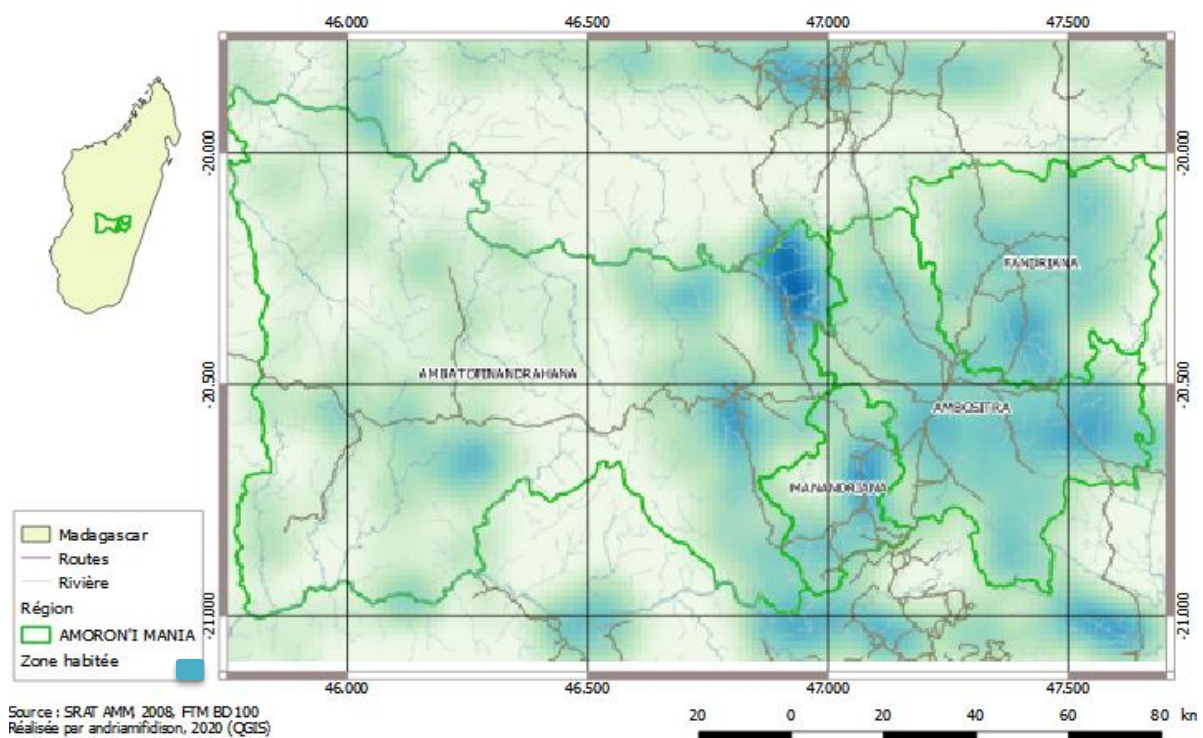 46.000 46.500 47.000 47.500
-20.000 -20.000
FANDRIANA
AMBATOFINANDRAHANA
-20.500 -20.500
AMBOSITRA
MANANDRIANA
-21.000 -21.000
46.000 46.500 47.000 47.500
Madagascar
Routes
Rivière
Région
AMORON'I MANIA
Zone habitée
Source : SRAT AMM, 2008, FTM BD 100
Réalisée par andriamifidison, 2020 (QGIS)
20 0 20 40 60 80 km